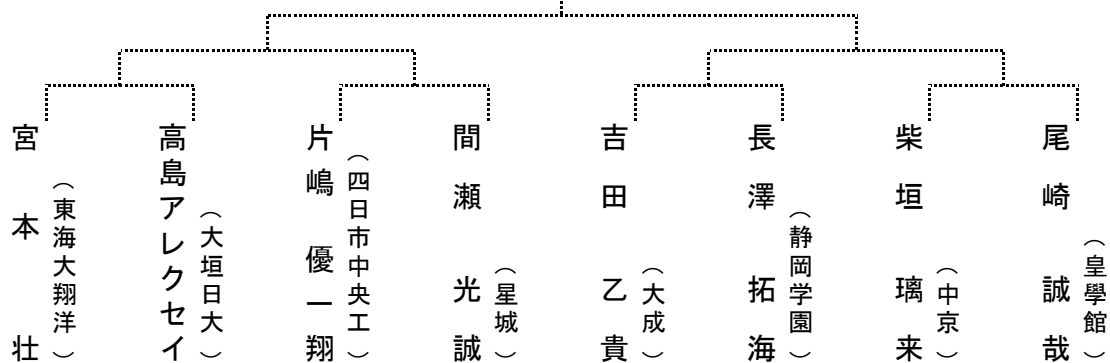 宮本壮
（東海大翔洋）
高島アレクセイ
（大垣日大）
片嶋優一翔
（四日市中央工）
間瀬光誠
（星城）
吉田乙貴
（大成）
長澤拓海
（静岡学園）
柴垣璃来
（中京）
尾崎誠哉
（皇學館）